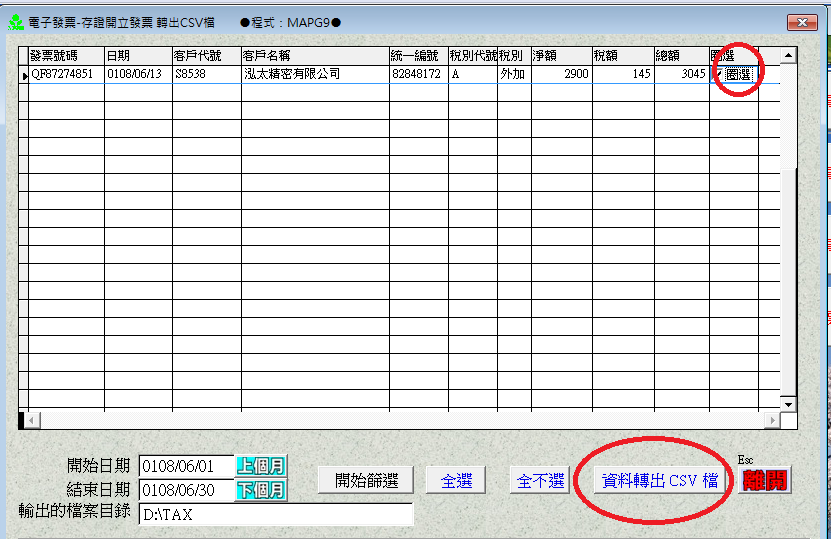 電子發票-存證開立發票 轉出CSV檔 ●程式：MAPG9●
發票號碼 日期 客戶代號 客戶名稱 統一編號 稅別代號 稅別 淨額 稅額 總額 圈選
QF87274851 0108/06/13 S8538 泓太精密有限公司 82848172 A 外加 2900 145 3045 圈選
開始日期 0108/06/01 上個月
結束日期 0108/06/30 下個月
輸出的檔案目錄 D:\TAX
開始篩選 全選 全不選 資料轉出 CSV 檔
Esc
離開